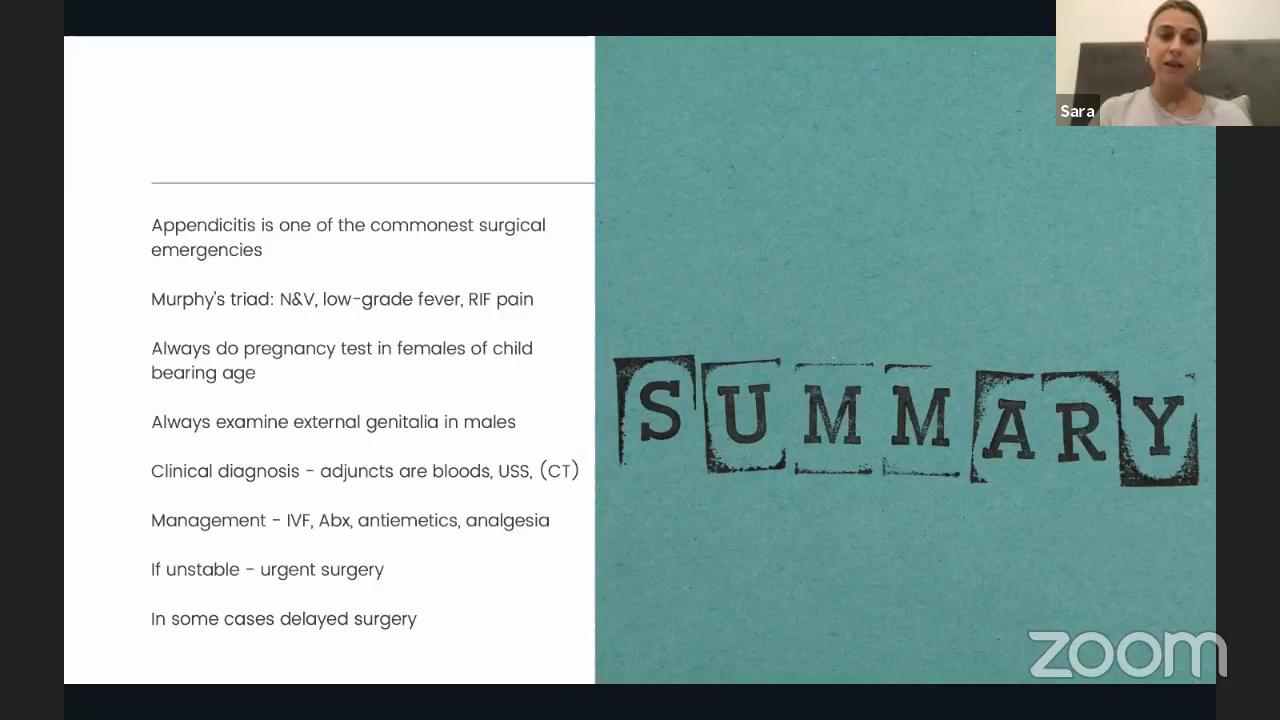 Appendicitis is one of the commonest surgical
emergencies
Murphy's triad: N&V, low-grade fever, RIF pain
Always do pregnancy test in females of child
bearing age
Always examine external genitalia in males
Clinical diagnosis - adjuncts are bloods, USS, (CT)
Management - IVF, Abx, antiemetics, analgesia
If unstable - urgent surgery
In some cases delayed surgery
SUMMARY
Sara
zoom